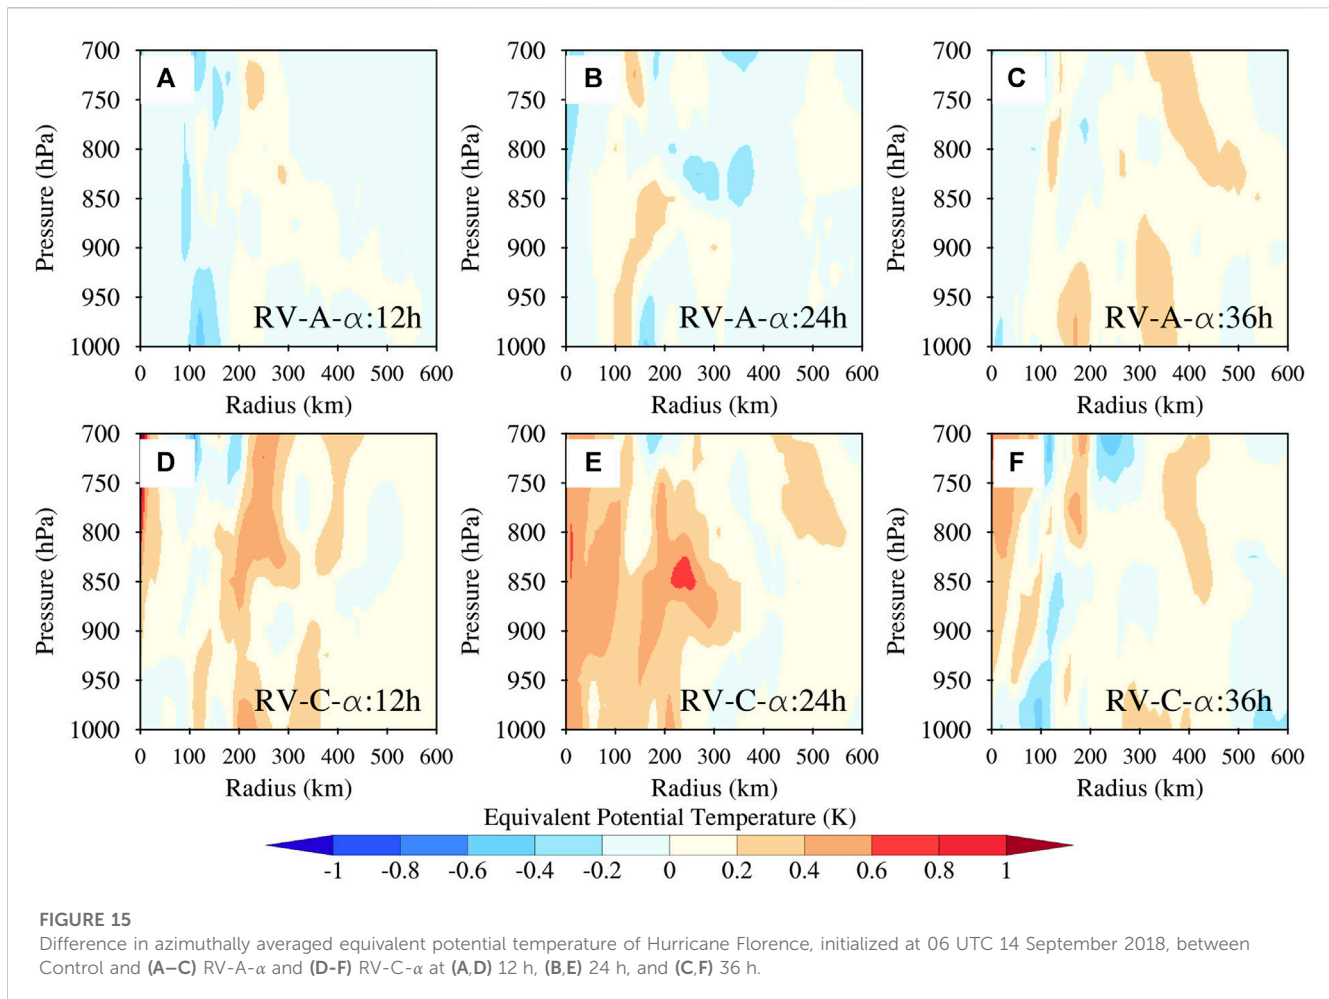 700
750
800
850
900
950
1000
Pressure (hPa)
A
RV-A-α:12h
0 100 200 300 400 500 600
Radius (km)
700
750
800
850
900
950
1000
Pressure (hPa)
B
RV-A-α:24h
0 100 200 300 400 500 600
Radius (km)
700
750
800
850
900
950
1000
Pressure (hPa)
C
RV-A-α:36h
0 100 200 300 400 500 600
Radius (km)
700
750
800
850
900
950
1000
Pressure (hPa)
D
RV-C-α:12h
0 100 200 300 400 500 600
Radius (km)
700
750
800
850
900
950
1000
Pressure (hPa)
E
RV-C-α:24h
0 100 200 300 400 500 600
Radius (km)
700
750
800
850
900
950
1000
Pressure (hPa)
F
RV-C-α:36h
0 100 200 300 400 500 600
Radius (km)
Equivalent Potential Temperature (K)
-1 -0.8 -0.6 -0.4 -0.2 0 0.2 0.4 0.6 0.8 1
FIGURE 15
Difference in azimuthally averaged equivalent potential temperature of Hurricane Florence, initialized at 06 UTC 14 September 2018, between
Control and (A–C) RV-A-α and (D-F) RV-C-α at (A,D) 12 h, (B,E) 24 h, and (C,F) 36 h.